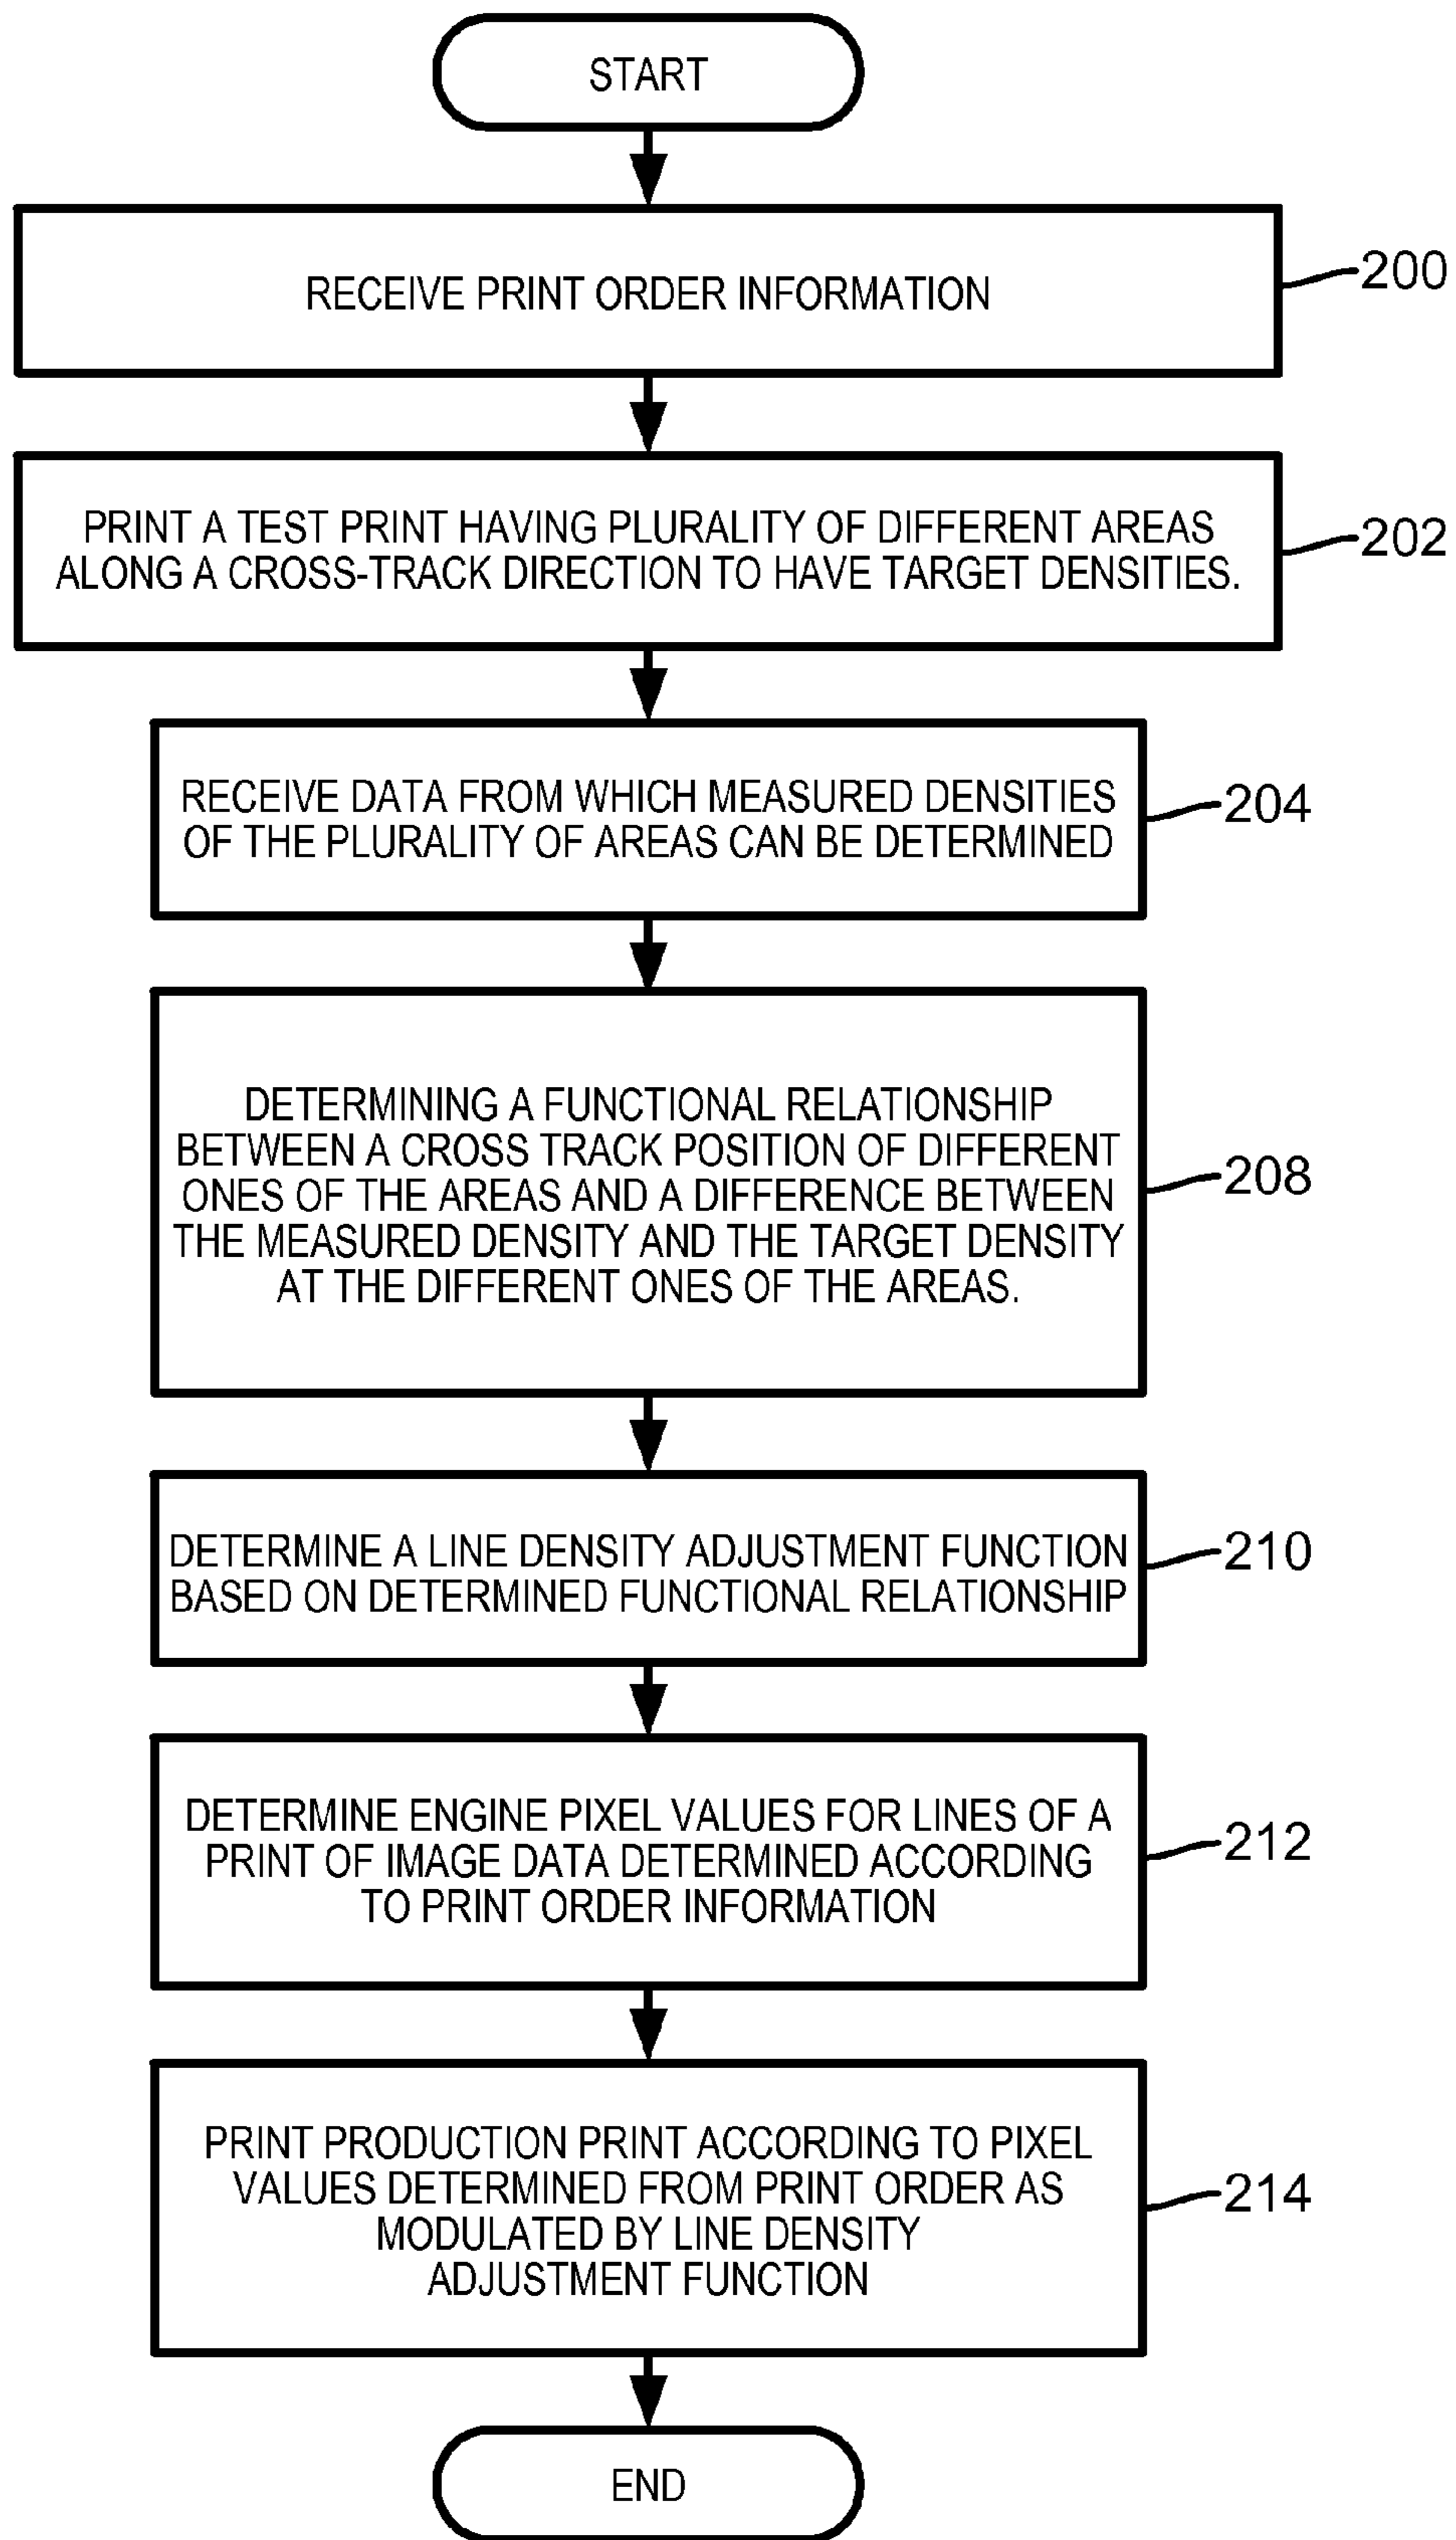 START
RECEIVE PRINT ORDER INFORMATION
200
PRINT A TEST PRINT HAVING PLURALITY OF DIFFERENT AREAS
ALONG A CROSS-TRACK DIRECTION TO HAVE TARGET DENSITIES.
202
RECEIVE DATA FROM WHICH MEASURED DENSITIES
OF THE PLURALITY OF AREAS CAN BE DETERMINED
204
DETERMINING A FUNCTIONAL RELATIONSHIP
BETWEEN A CROSS TRACK POSITION OF DIFFERENT
ONES OF THE AREAS AND A DIFFERENCE BETWEEN
THE MEASURED DENSITY AND THE TARGET DENSITY
AT THE DIFFERENT ONES OF THE AREAS.
208
DETERMINE A LINE DENSITY ADJUSTMENT FUNCTION
BASED ON DETERMINED FUNCTIONAL RELATIONSHIP
210
DETERMINE ENGINE PIXEL VALUES FOR LINES OF A
PRINT OF IMAGE DATA DETERMINED ACCORDING
TO PRINT ORDER INFORMATION
212
PRINT PRODUCTION PRINT ACCORDING TO PIXEL
VALUES DETERMINED FROM PRINT ORDER AS
MODULATED BY LINE DENSITY
ADJUSTMENT FUNCTION
214
END